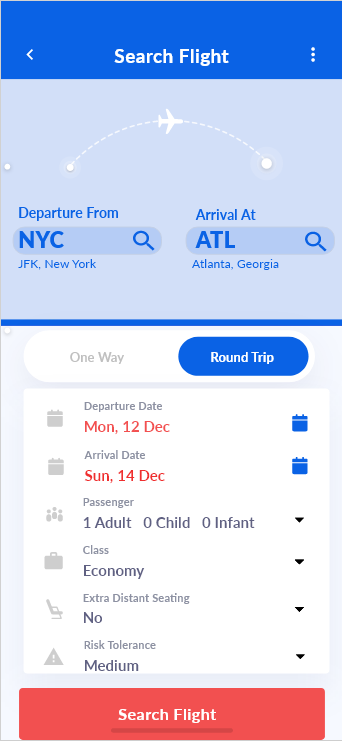 Search Flight
Departure From
Arrival At
NYC
ATL
JFK, New York
Atlanta, Georgia
One Way
Round Trip
Departure Date
Mon, 12 Dec
Arrival Date
Sun, 14 Dec
Passenger
1 Adult 0 Child 0 Infant
Class
Economy
Extra Distant Seating
No
Risk Tolerance
Medium
Search Flight